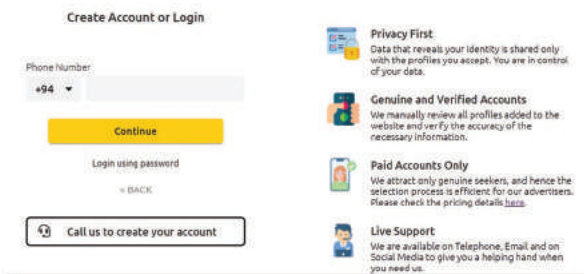 Create Account or Login
Phone Number
+94
Continue
Login using password
< BACK
Call us to create your account
Privacy First
Data that reveals your identity is shared only
with the profiles you accept. You are in control
of your data.
Genuine and Verified Accounts
We manually review all profiles added to the
website and verify the accuracy of the
necessary information.
Paid Accounts Only
We attract only genuine seekers, and hence the
selection process is efficient for our advertisers.
Please check the pricing details here.
Live Support
We are available on Telephone, Email and on
Social Media to give you a helping hand when
you need us.